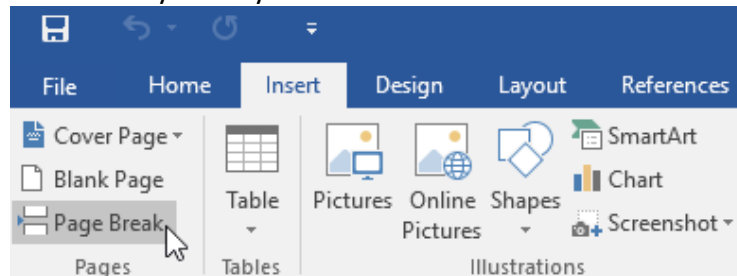 File Home Insert Design Layout References
Cover Page
Blank Page
Page Break
Pages
Table
Tables
Pictures
Online Pictures
Shapes
SmartArt
Chart
Screenshot
Illustrations